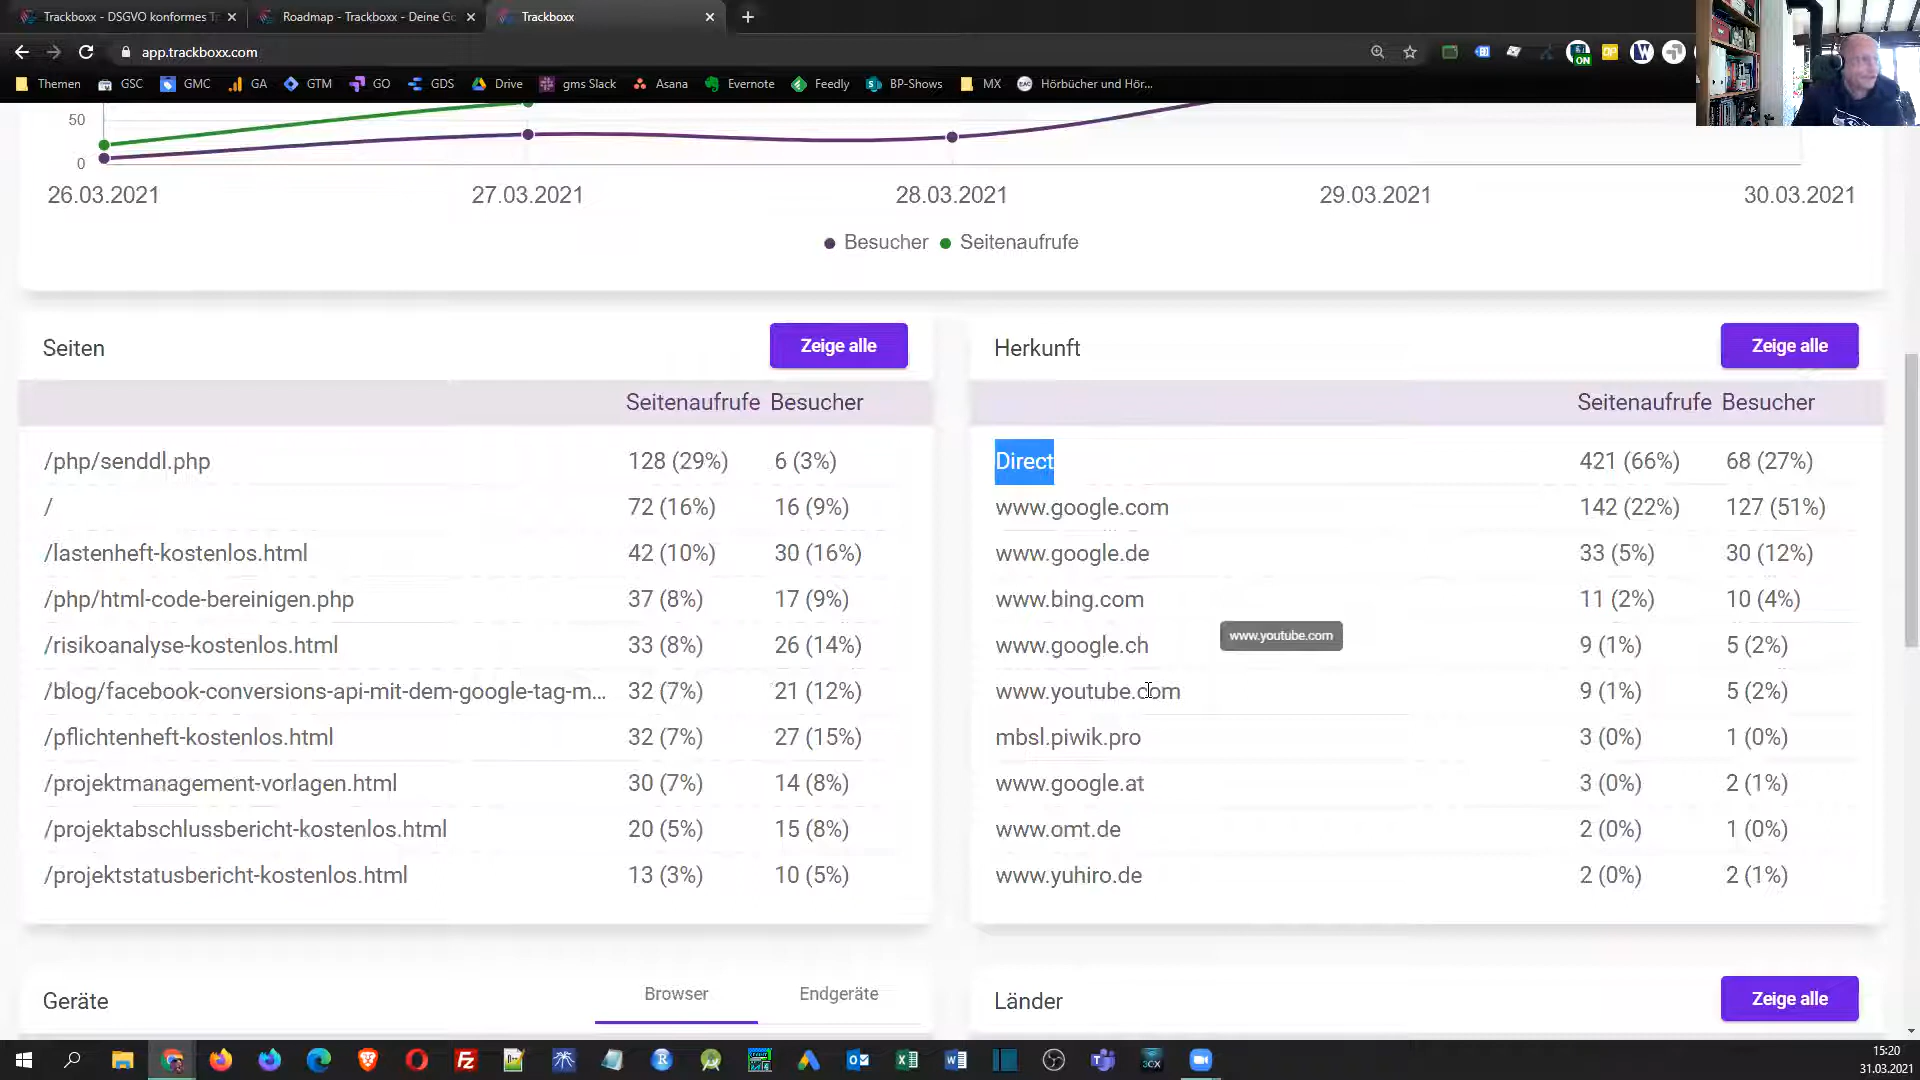 Trackboxx - DSGVO konformes T
Roadmap - Trackboxx - Deine Go
Trackboxx
app.trackboxx.com
ON
Themen
GSC
GMC
GA
GTM
GO
GDS
Drive
gms Slack
Asana
Evernote
Feedly
BP-Shows
MX
Hörbücher und Hör...
50
0
26.03.2021
27.03.2021
28.03.2021
29.03.2021
30.03.2021
Besucher
Seitenaufrufe
Seiten
Zeige alle
Seitenaufrufe Besucher
/php/senddl.php 128 (29%) 6 (3%)
/ 72 (16%) 16 (9%)
/lastenheft-kostenlos.html 42 (10%) 30 (16%)
/php/html-code-bereinigen.php 37 (8%) 17 (9%)
/risikoanalyse-kostenlos.html 33 (8%) 26 (14%)
/blog/facebook-conversions-api-mit-dem-google-tag-m... 32 (7%) 21 (12%)
/pflichtenheft-kostenlos.html 32 (7%) 27 (15%)
/projektmanagement-vorlagen.html 30 (7%) 14 (8%)
/projektabschlussbericht-kostenlos.html 20 (5%) 15 (8%)
/projektstatusbericht-kostenlos.html 13 (3%) 10 (5%)
Herkunft
Zeige alle
Seitenaufrufe Besucher
Direct 421 (66%) 68 (27%)
www.google.com 142 (22%) 127 (51%)
www.google.de 33 (5%) 30 (12%)
www.bing.com 11 (2%) 10 (4%)
www.youtube.com
www.google.ch 9 (1%) 5 (2%)
www.youtube.com 9 (1%) 5 (2%)
mbsl.piwik.pro 3 (0%) 1 (0%)
www.google.at 3 (0%) 2 (1%)
www.omt.de 2 (0%) 1 (0%)
www.yuhiro.de 2 (0%) 2 (1%)
Geräte
Browser
Endgeräte
Länder
Zeige alle
15:20
31.03.2021